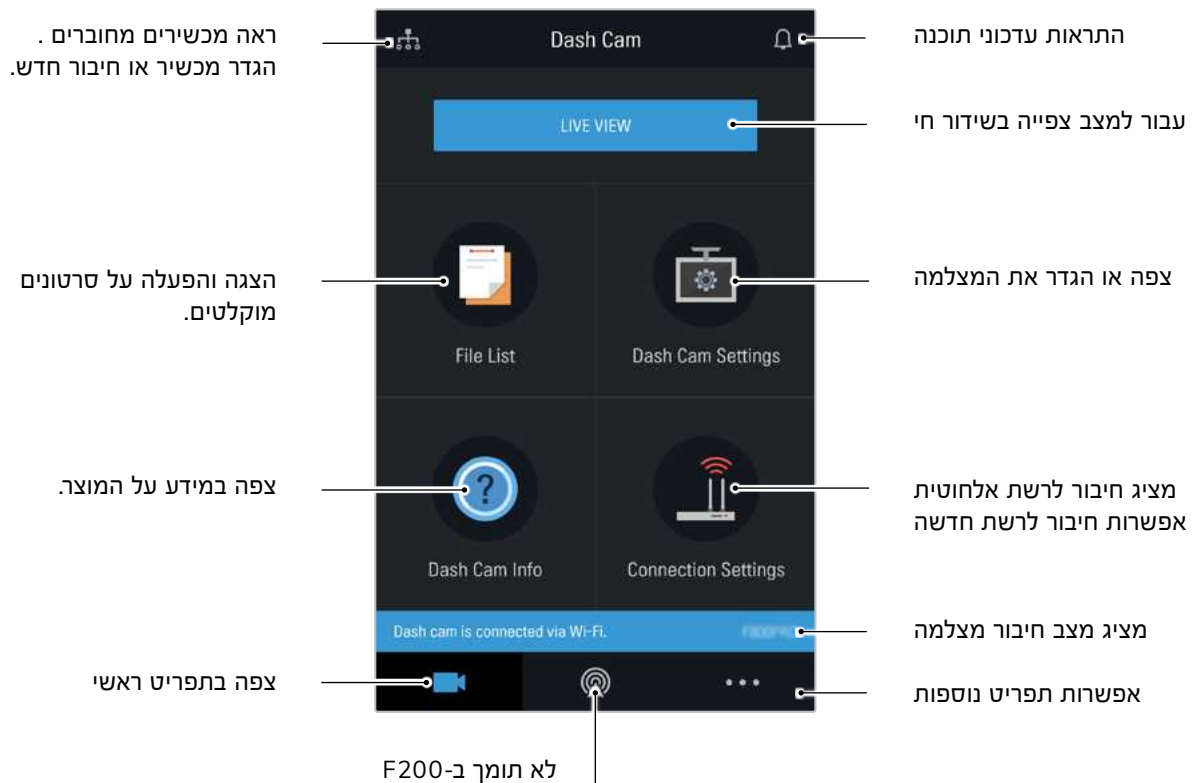 ראה מכשירים מחוברים .
הגדר מכשיר או חיבור חדש.
Dash Cam
התראות עדכוני תוכנה
LIVE VIEW
עבור למצב צפייה בשידור חי
הצגה והפעלה על סרטונים
מוקלטים.
צפה או הגדר את המצלמה
File List
Dash Cam Settings
צפה במידע על המוצר.
?
מציג חיבור לרשת אלחוטית
אפשרות חיבור לרשת חדשה
Dash Cam Info
Connection Settings
Dash cam is connected via Wi-Fi.
מציג מצב חיבור מצלמה
צפה בתפריט ראשי
אפשרות תפריט נוספות
לא תומך ב-F200